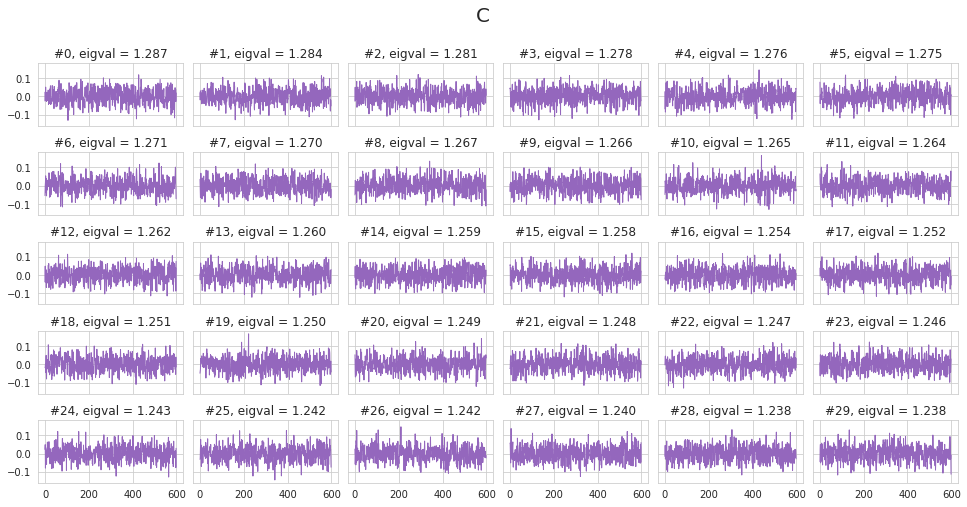 C
#0, eigval = 1.287 #1, eigval = 1.284 #2, eigval = 1.281 #3, eigval = 1.278 #4, eigval = 1.276 #5, eigval = 1.275
0.1
0.0
−0.1
#6, eigval = 1.271 #7, eigval = 1.270 #8, eigval = 1.267 #9, eigval = 1.266 #10, eigval = 1.265 #11, eigval = 1.264
0.1
0.0
−0.1
#12, eigval = 1.262 #13, eigval = 1.260 #14, eigval = 1.259 #15, eigval = 1.258 #16, eigval = 1.254 #17, eigval = 1.252
0.1
0.0
−0.1
#18, eigval = 1.251 #19, eigval = 1.250 #20, eigval = 1.249 #21, eigval = 1.248 #22, eigval = 1.247 #23, eigval = 1.246
0.1
0.0
−0.1
#24, eigval = 1.243 #25, eigval = 1.242 #26, eigval = 1.242 #27, eigval = 1.240 #28, eigval = 1.238 #29, eigval = 1.238
0.1
0.0
−0.1
0 200 400 600 0 200 400 600 0 200 400 600 0 200 400 600 0 200 400 600 0 200 400 600